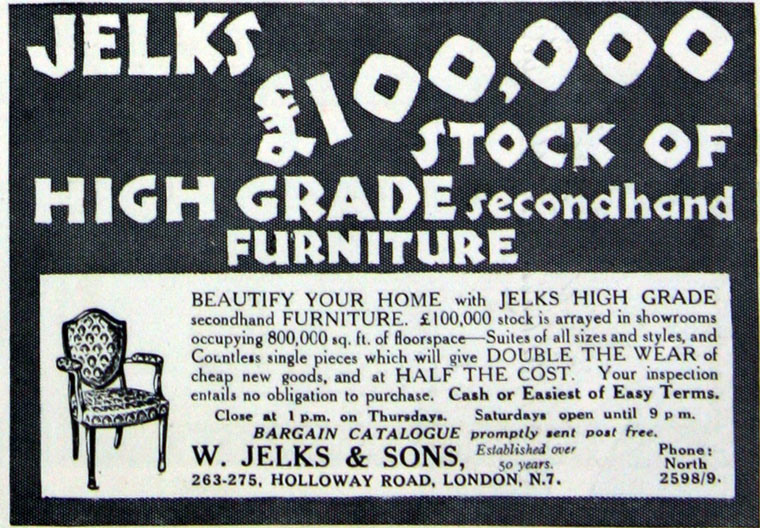 JELKS
£100,000
STOCK OF
HIGH GRADE secondhand
FURNITURE
BEAUTIFY YOUR HOME with JELKS HIGH GRADE
secondhand FURNITURE. £100,000 stock is arrayed in showrooms
occupying 800,000 sq. ft. of floorspace—Suites of all sizes and styles, and
Countless single pieces which will give DOUBLE THE WEAR of
cheap new goods, and at HALF THE COST. Your inspection
entails no obligation to purchase. Cash or Easiest of Easy Terms.
Close at 1 p.m. on Thursdays. Saturdays open until 9 p.m.
BARGAIN CATALOGUE promptly sent post free.
W. JELKS & SONS, Established over 50 years.
263-275, HOLLOWAY ROAD, LONDON, N.7.
Phone:
North
2598/9.